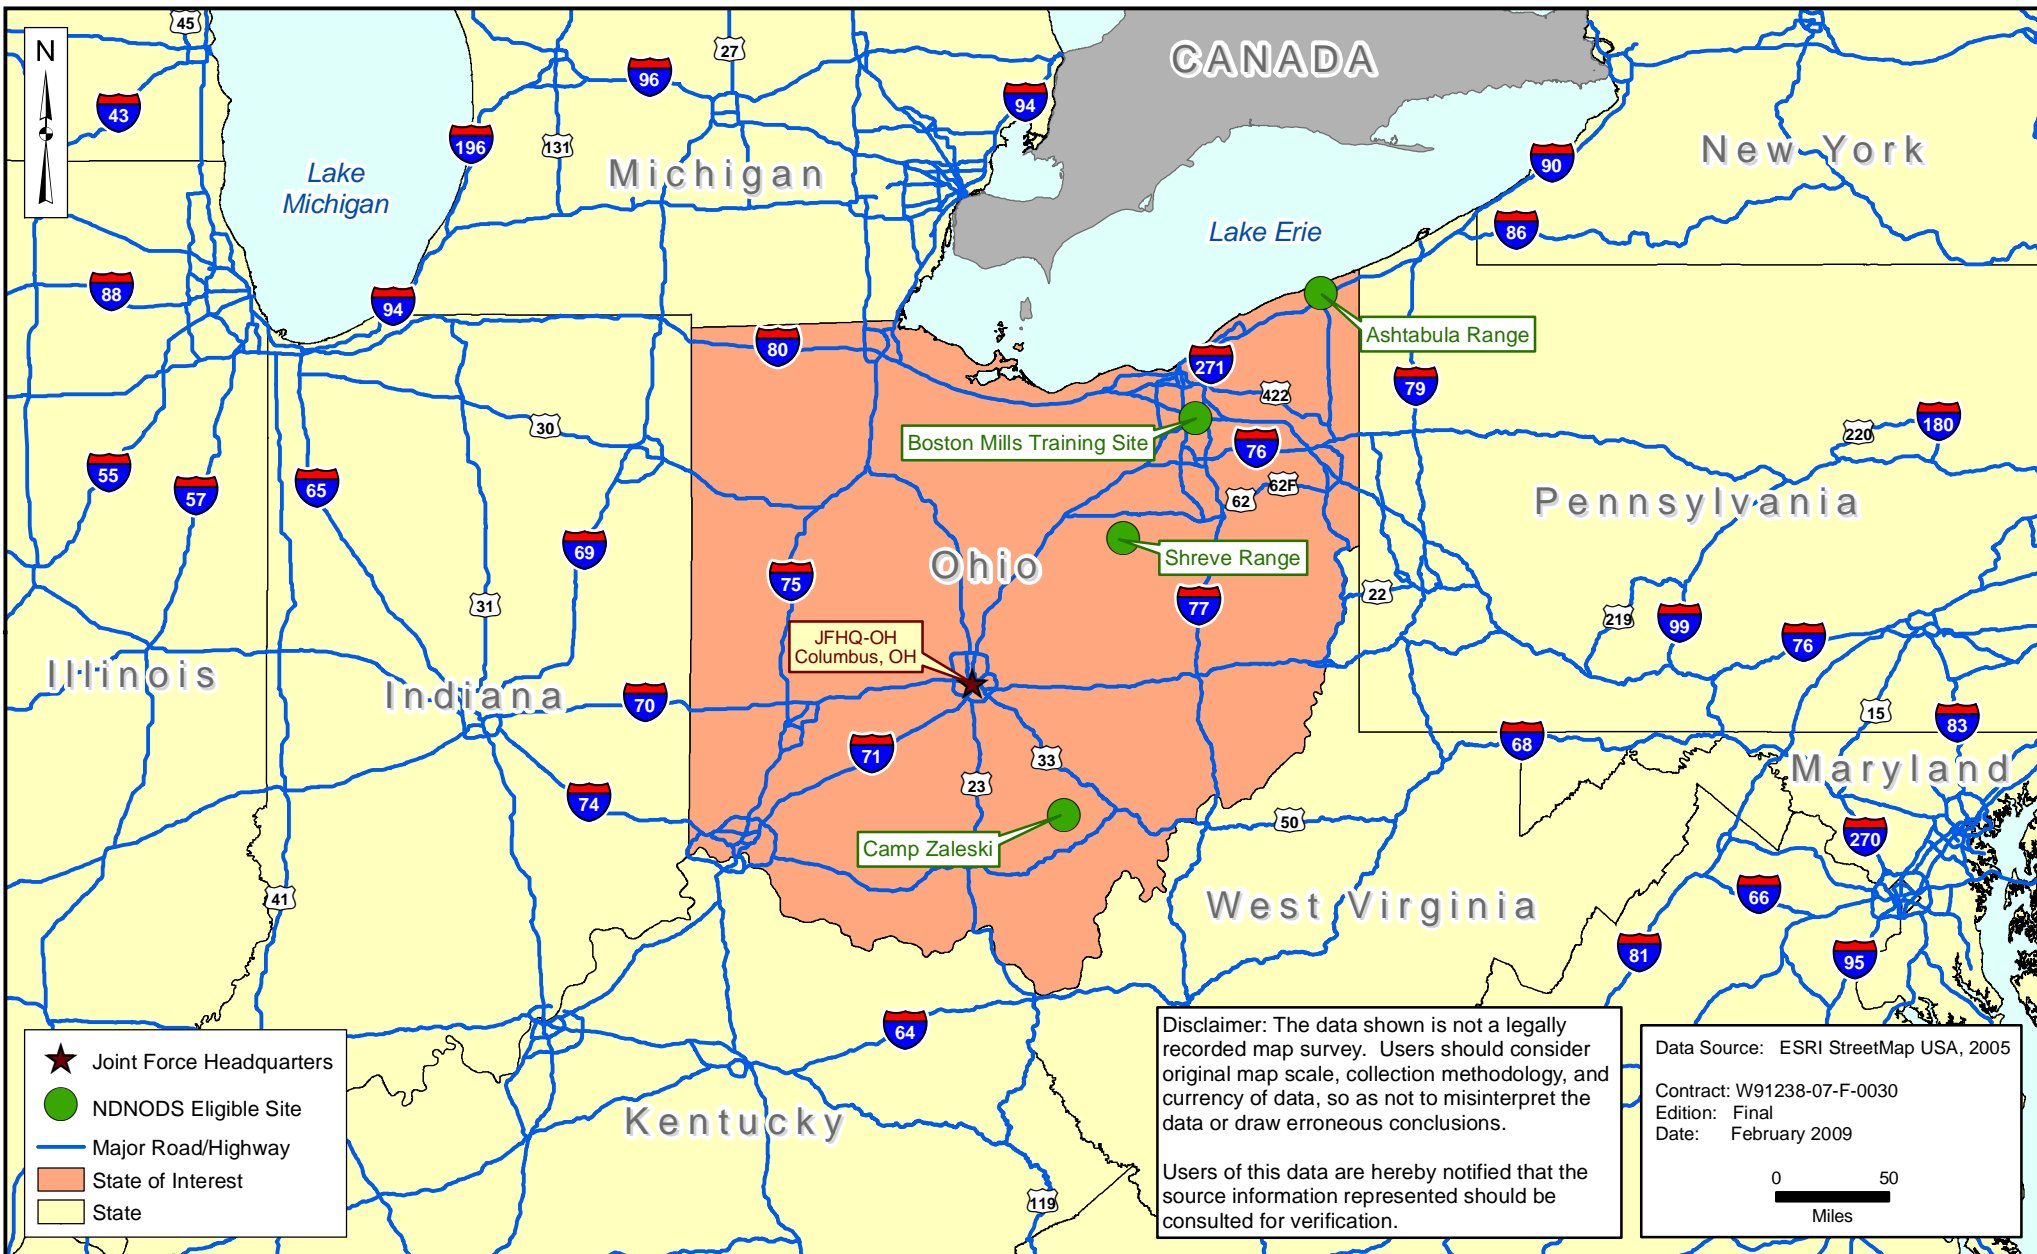 N
45
27
96
94
43
196
131
CANADA
New York
90
Lake
Michigan
Michigan
Lake Erie
86
88
94
80
271
Ashtabula Range
422
79
30
Boston Mills Training Site
76
220
180
55
57
65
62
62F
Pennsylvania
69
Ohio
Shreve Range
75
31
77
22
219
99
76
JFHQ-OH
Columbus, OH
Illinois
Indiana
70
15
83
68
71
33
23
Maryland
74
50
270
Camp Zaleski
41
West Virginia
66
81
95
64
Kentucky
119
Joint Force Headquarters
NDNODS Eligible Site
Major Road/Highway
State of Interest
State
Disclaimer: The data shown is not a legally
recorded map survey. Users should consider
original map scale, collection methodology, and
currency of data, so as not to misinterpret the
data or draw erroneous conclusions.
Users of this data are hereby notified that the
source information represented should be
consulted for verification.
Data Source: ESRI StreetMap USA, 2005
Contract: W91238-07-F-0030
Edition: Final
Date: February 2009
0 50
Miles